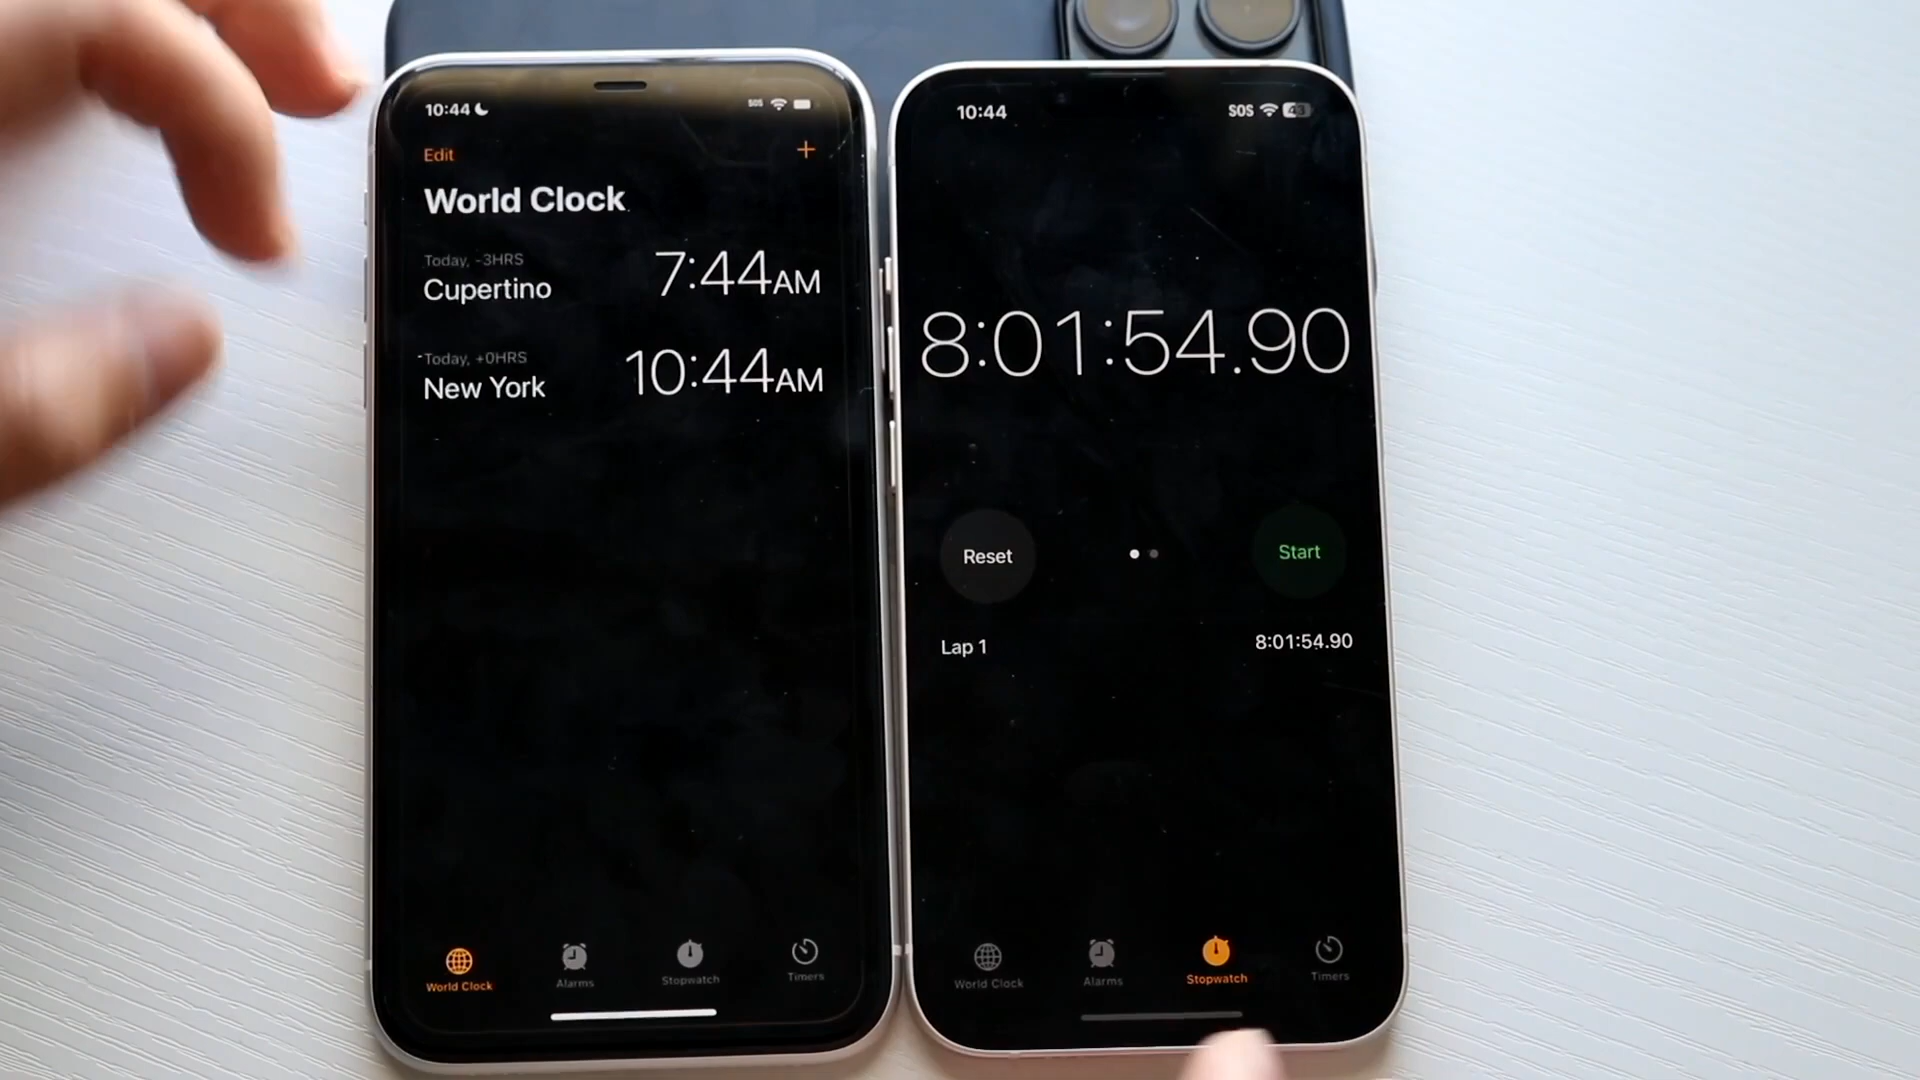 10:44
SOS
Edit
+
World Clock
Today, -3HRS
Cupertino
7:44AM
Today, +0HRS
New York
10:44AM
World Clock
Alarms
Stopwatch
Timers
10:44
SOS
8:01:54.90
Reset
Start
Lap 1
8:01:54.90
World Clock
Alarms
Stopwatch
Timers